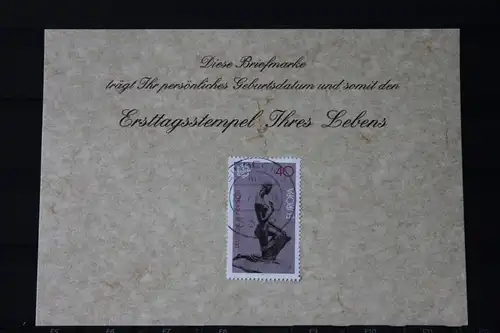 Diese Briefmarke
trägt Ihr persönliches Geburtsdatum und somit den
Ersttagsstempel Ihres Lebens
40
EUROPA